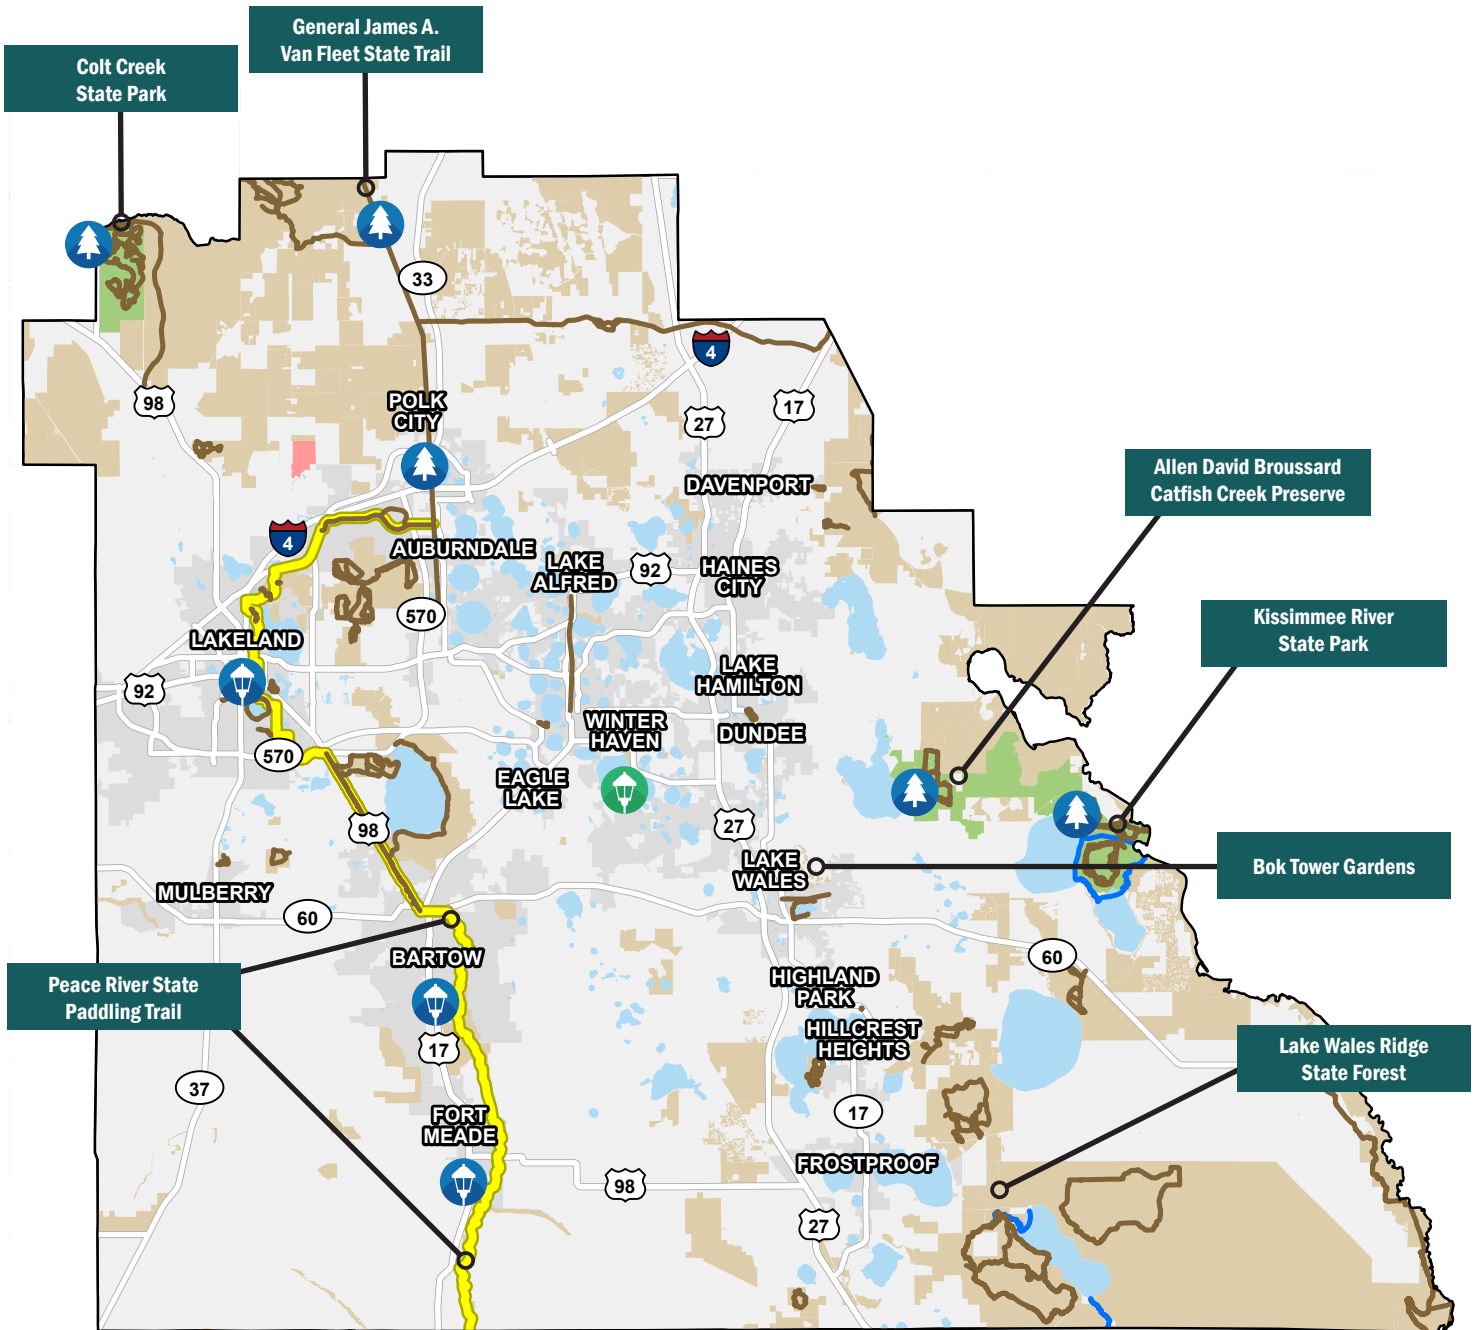 General James A.
Van Fleet State Trail
Colt Creek
State Park
33
4
98
POLK
CITY
27
17
DAVENPORT
Allen David Broussard
Catfish Creek Preserve
4
AUBURNDALE
LAKE
ALFRED
92
HAINES
CITY
570
LAKELAND
Kissimmee River
State Park
92
LAKE
HAMILTON
WINTER
HAVEN
DUNDEE
570
EAGLE
LAKE
98
27
LAKE
WALES
Bok Tower Gardens
MULBERRY
60
BARTOW
60
Peace River State
Paddling Trail
HIGHLAND
PARK
17
HILLCREST
HEIGHTS
Lake Wales Ridge
State Forest
37
FORT
MEADE
17
FROSTPROOF
98
27